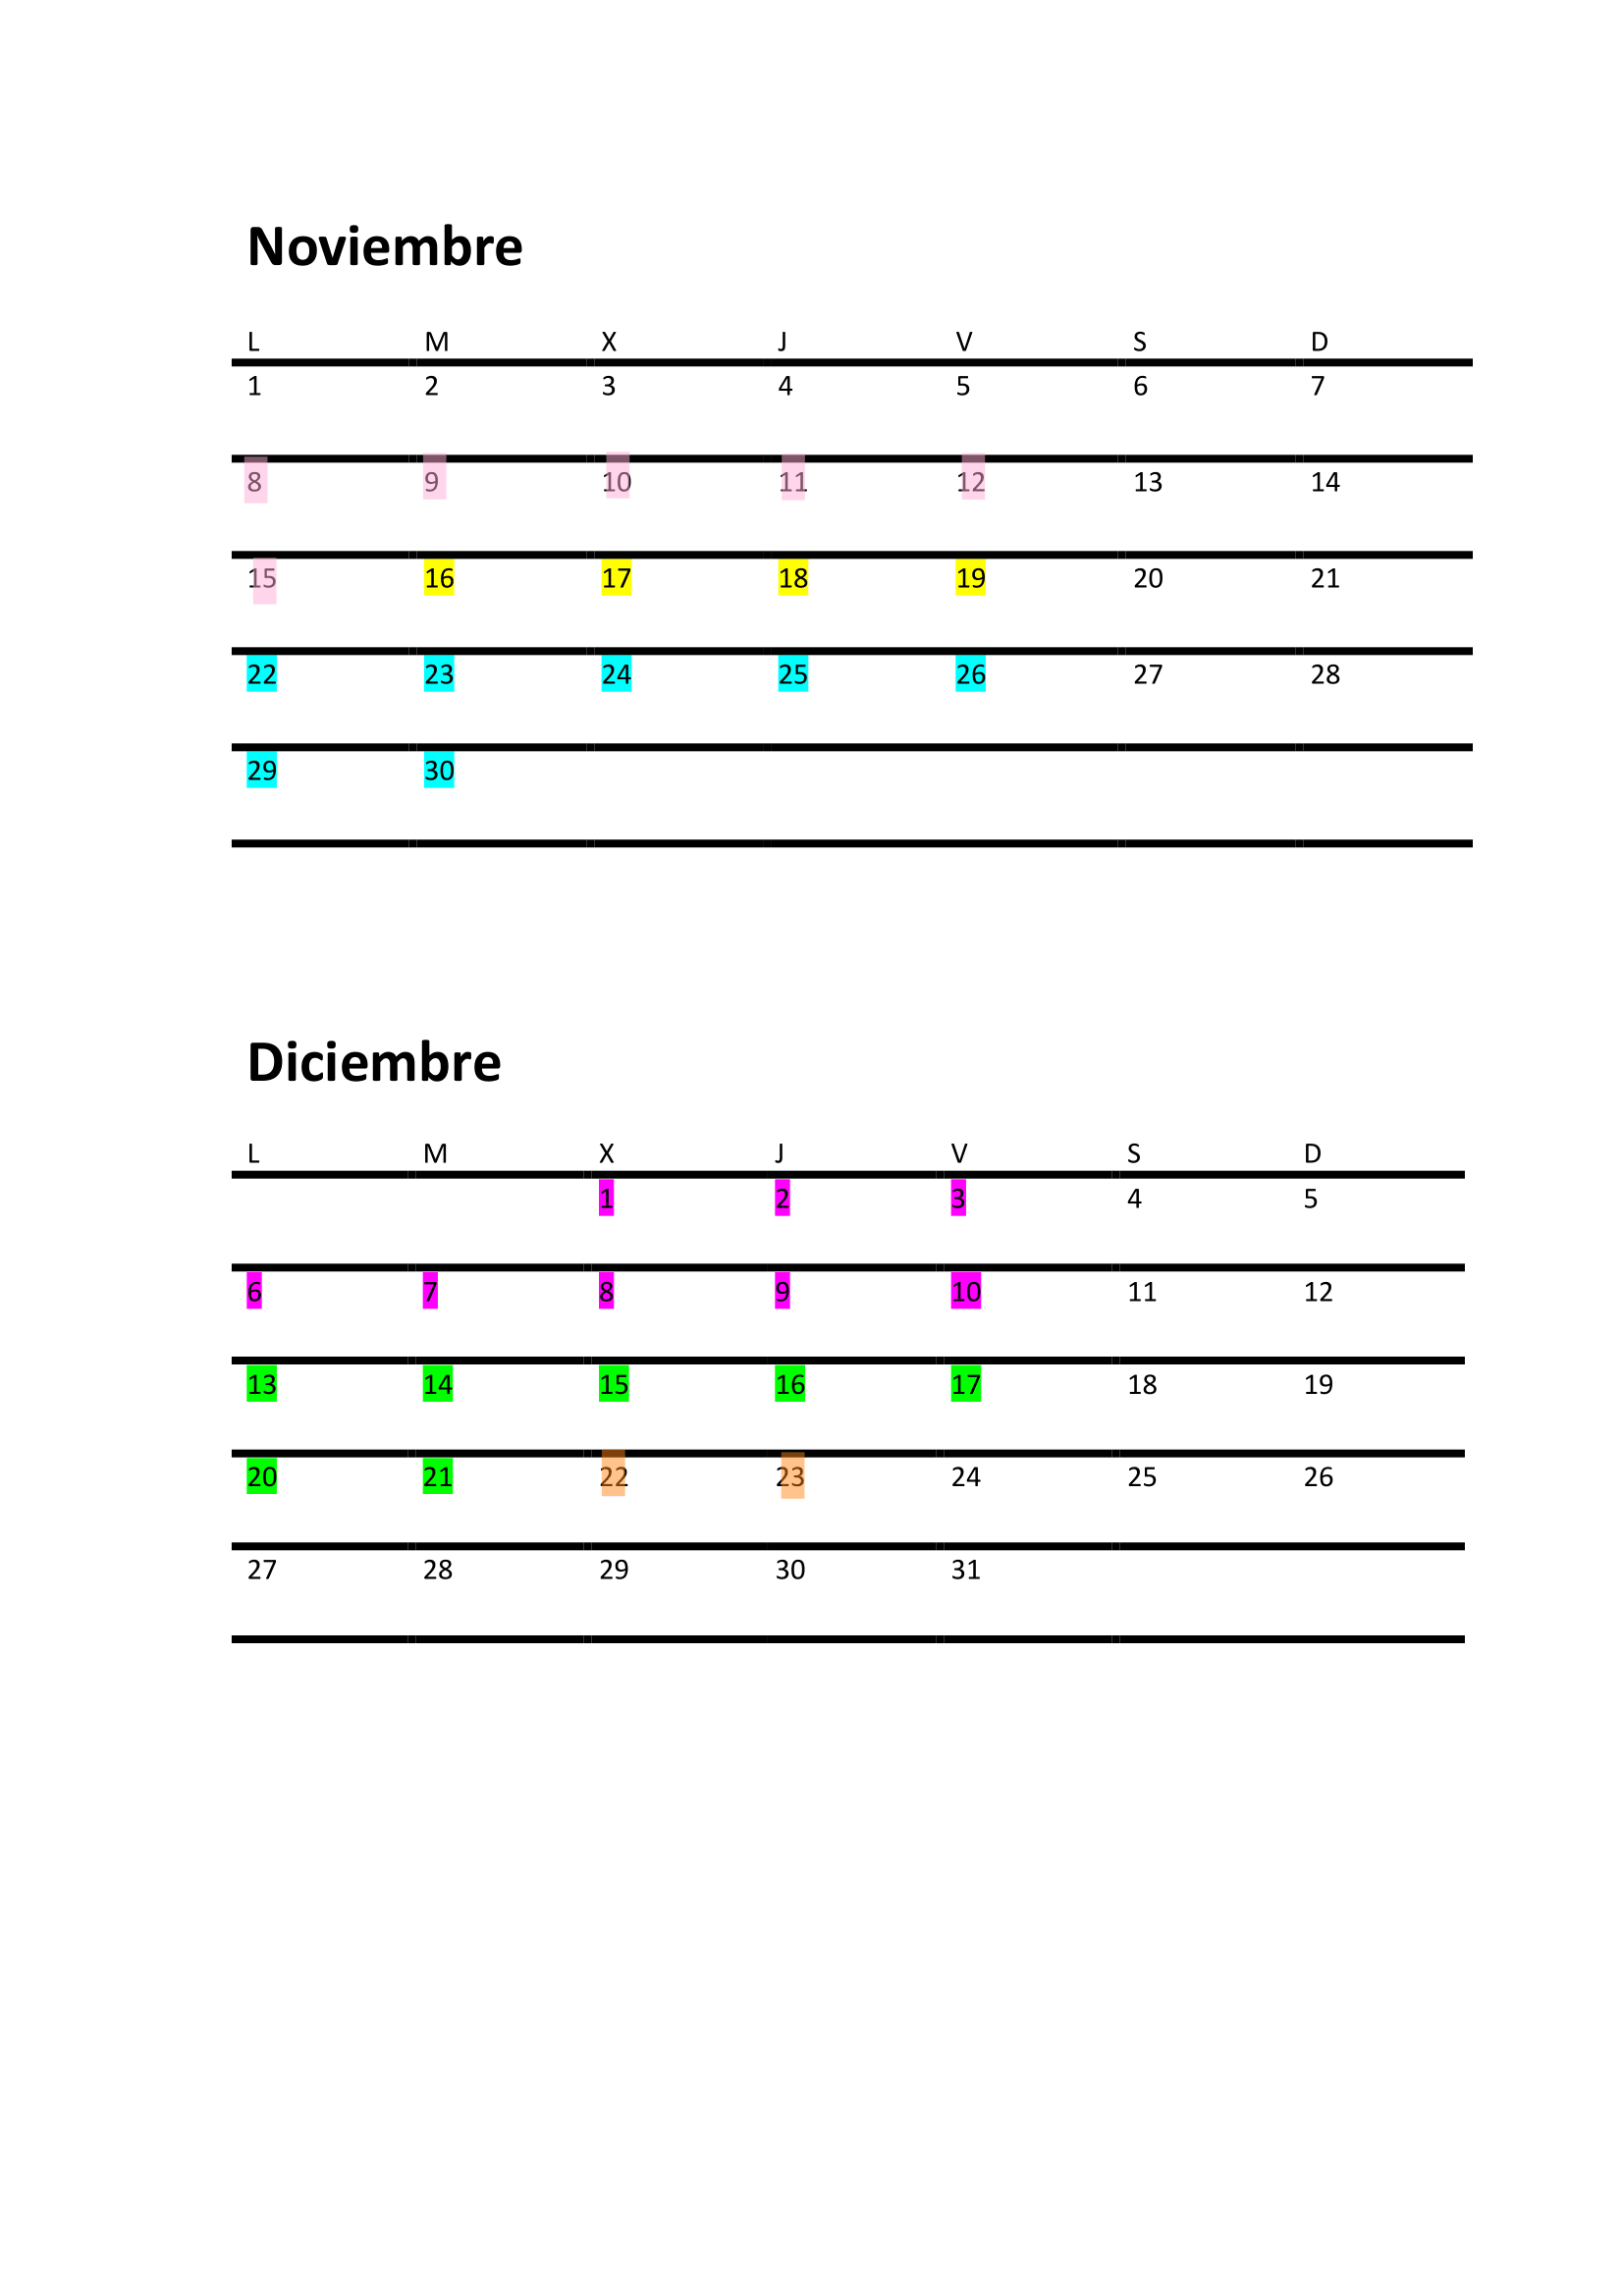 Noviembre
L M X J V S D
1 2 3 4 5 6 7
8 9 10 11 12 13 14
15 16 17 18 19 20 21
22 23 24 25 26 27 28
29 30
Diciembre
L M X J V S D
1 2 3 4 5
6 7 8 9 10 11 12
13 14 15 16 17 18 19
20 21 22 23 24 25 26
27 28 29 30 31